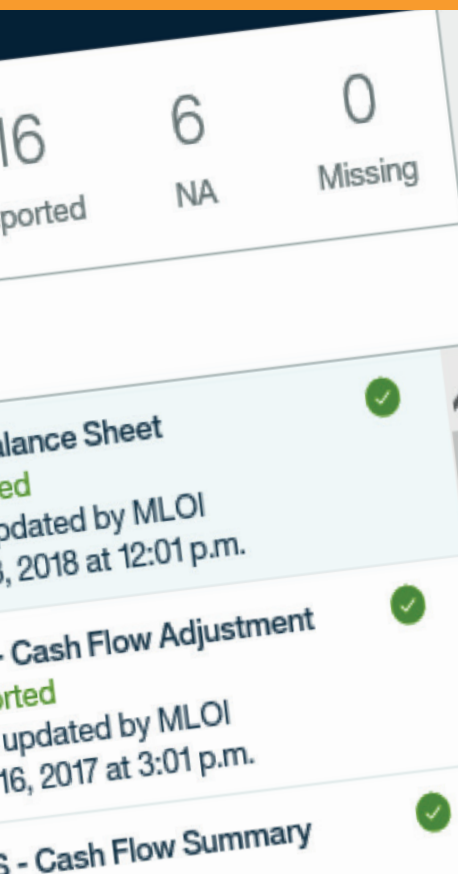 16 6 0
ported NA Missing
alance Sheet
ed
pdated by MLOI
3, 2018 at 12:01 p.m.
- Cash Flow Adjustment
orted
updated by MLOI
16, 2017 at 3:01 p.m.
S - Cash Flow Summary